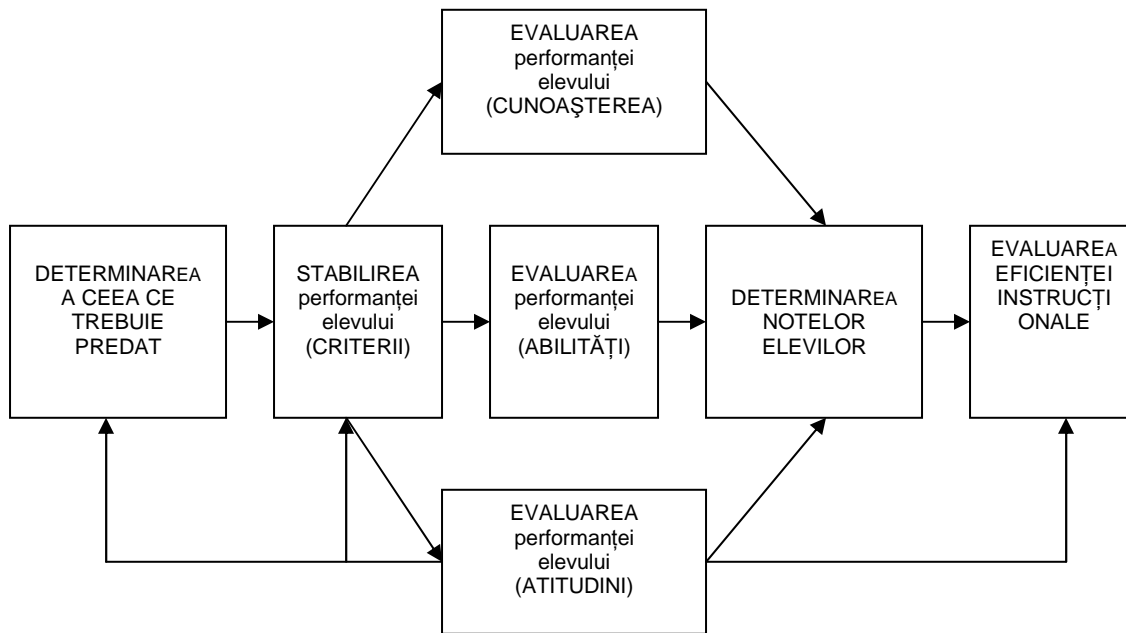 EVALUAREA
performanței
elevului
(CUNOAŞTEREA)
DETERMINAREA
A CEEA CE
TREBUIE
PREDAT
STABILIREA
performanței
elevului
(CRITERII)
EVALUAREA
performanței
elevului
(ABILITĂȚI)
DETERMINAREA
NOTELOR
ELEVILOR
EVALUAREA
EFICIENȚEI
INSTRUCȚI
ONALE
EVALUAREA
performanței
elevului
(ATITUDINI)